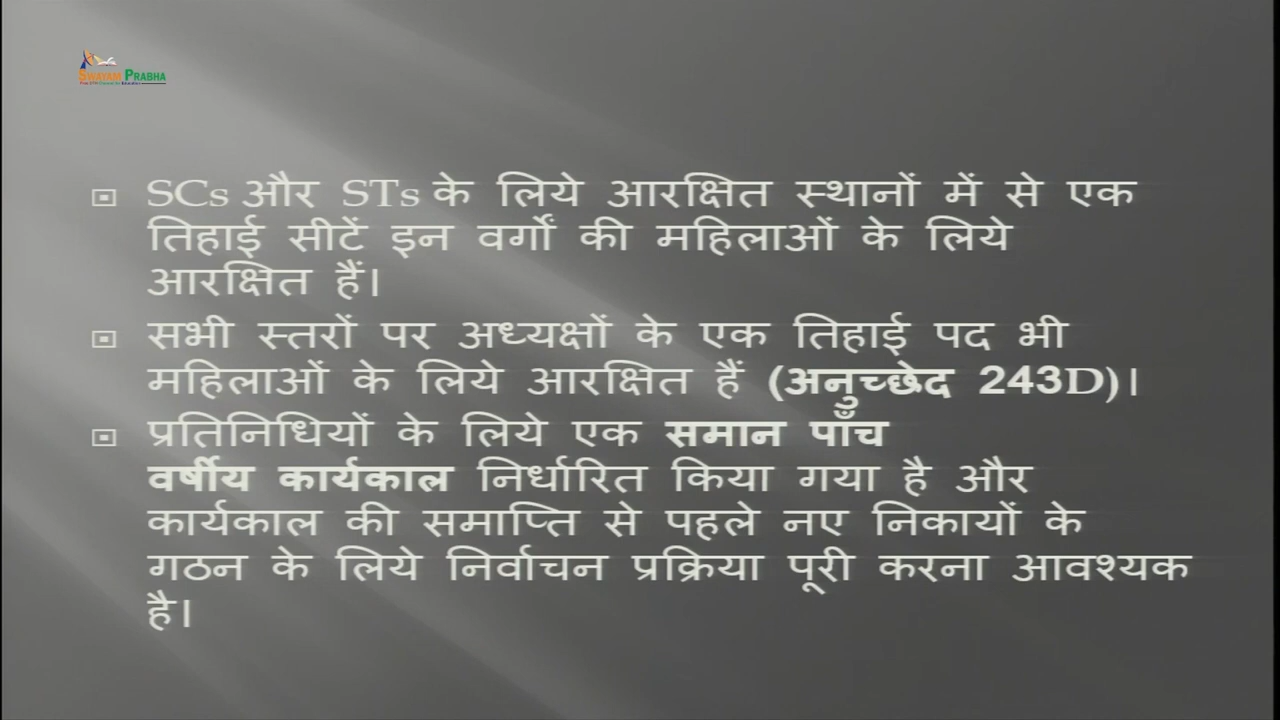 SWAYAM PRABHA
SCs और STs के लिये आरक्षित स्थानों में से एक
तिहाई सीटें इन वर्गों की महिलाओं के लिये
आरक्षित हैं।
सभी स्तरों पर अध्यक्षों के एक तिहाई पद भी
महिलाओं के लिये आरक्षित हैं (अनुच्छेद 243D)।
प्रतिनिधियों के लिये एक समान पाँच
वर्षीय कार्यकाल निर्धारित किया गया है और
कार्यकाल की समाप्ति से पहले नए निकायों के
गठन के लिये निर्वाचन प्रक्रिया पूरी करना आवश्यक
है।